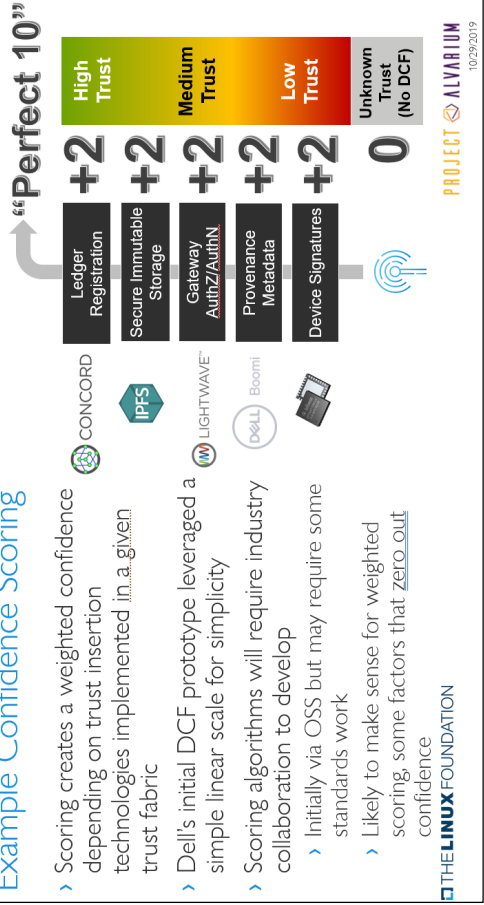 Example Confidence Scoring
› Scoring creates a weighted confidence
depending on trust insertion
technologies implemented in a given
trust fabric
› Dell's initial DCF prototype leveraged a
simple linear scale for simplicity
› Scoring algorithms will require industry
collaboration to develop
› Initially via OSS but may require some
standards work
› Likely to make sense for weighted
scoring, some factors that zero out
confidence
"Perfect 10"
CONCORD
Ledger
Registration
+2
High
Trust
IPFS
Secure Immutable
Storage
+2
LIGHTWAVE™
Gateway
AuthZ/AuthN
+2
Medium
Trust
DELL Boomi
Provenance
Metadata
+2
Device Signatures
+2
Low
Trust
0
Unknown
Trust
(No DCF)
THE LINUX FOUNDATION
PROJECT ALVARIUM
10/29/2019